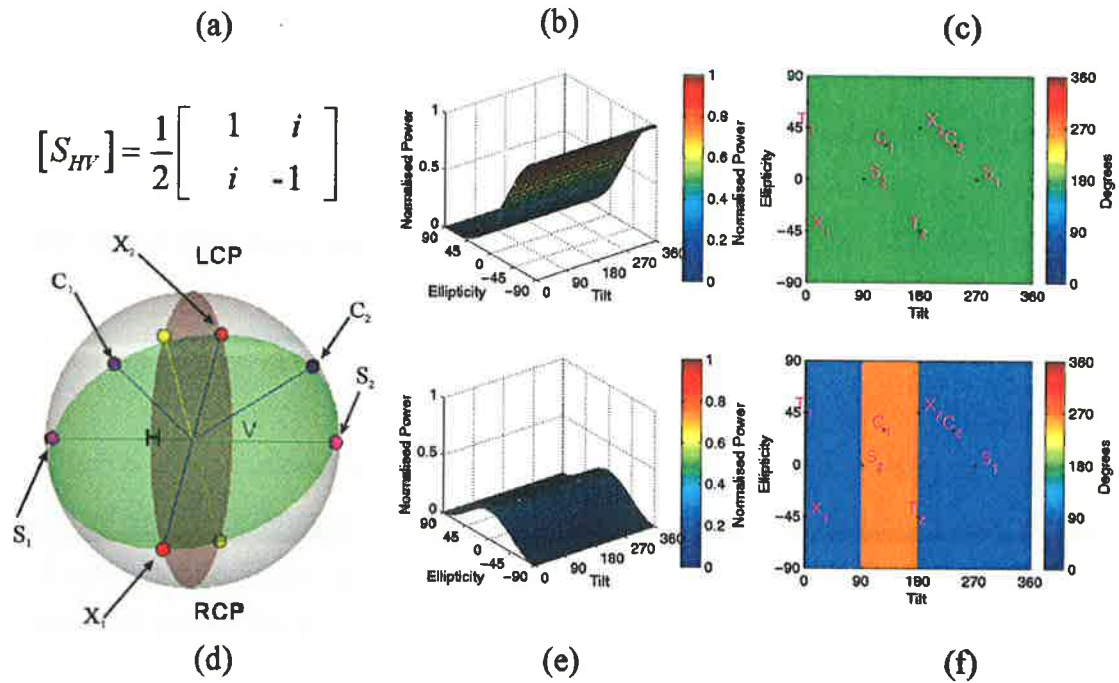 (a)
(b)
(c)
[S_HV] = 1/2 [ 1 i
i -1 ]
Normalised Power
1
0.5
0
90
45
0
-45
-90
Ellipticity
0
90
180
270
360
Tilt
1
0.8
0.6
0.4
0.2
0
Normalised Power
Ellipticity
90
45
0
-45
-90
X₂
C₁
C₂
S₂
S₁
X₁
T₂
0
90
180
270
360
Tilt
360
270
180
90
0
Degrees
X₂
LCP
C₁
C₂
S₂
H
V
S₁
X₁
RCP
Normalised Power
1
0.5
0
90
45
0
-45
-90
Ellipticity
0
90
180
270
360
Tilt
1
0.8
0.6
0.4
0.2
0
Normalised Power
Ellipticity
90
45
0
-45
-90
X₂
C₁
C₂
S₂
S₁
X₁
T₂
0
90
180
270
360
Tilt
360
270
180
90
0
Degrees
(d)
(e)
(f)